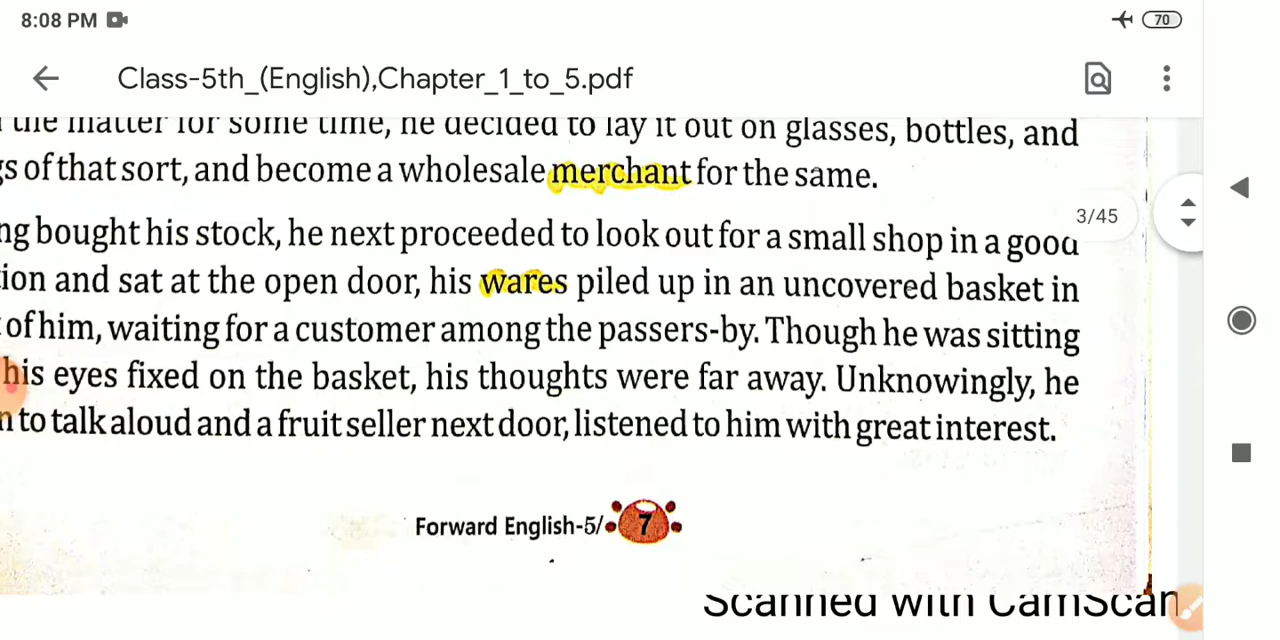 8:08 PM
70
Class-5th_(English),Chapter_1_to_5.pdf
the matter for some time, he decided to lay it out on glasses, bottles, and
gs of that sort, and become a wholesale merchant for the same.
3/45
ng bought his stock, he next proceeded to look out for a small shop in a good
ion and sat at the open door, his wares piled up in an uncovered basket in
of him, waiting for a customer among the passers-by. Though he was sitting
his eyes fixed on the basket, his thoughts were far away. Unknowingly, he
n to talk aloud and a fruit seller next door, listened to him with great interest.
Forward English-5/ 7
Scanned with CamScan